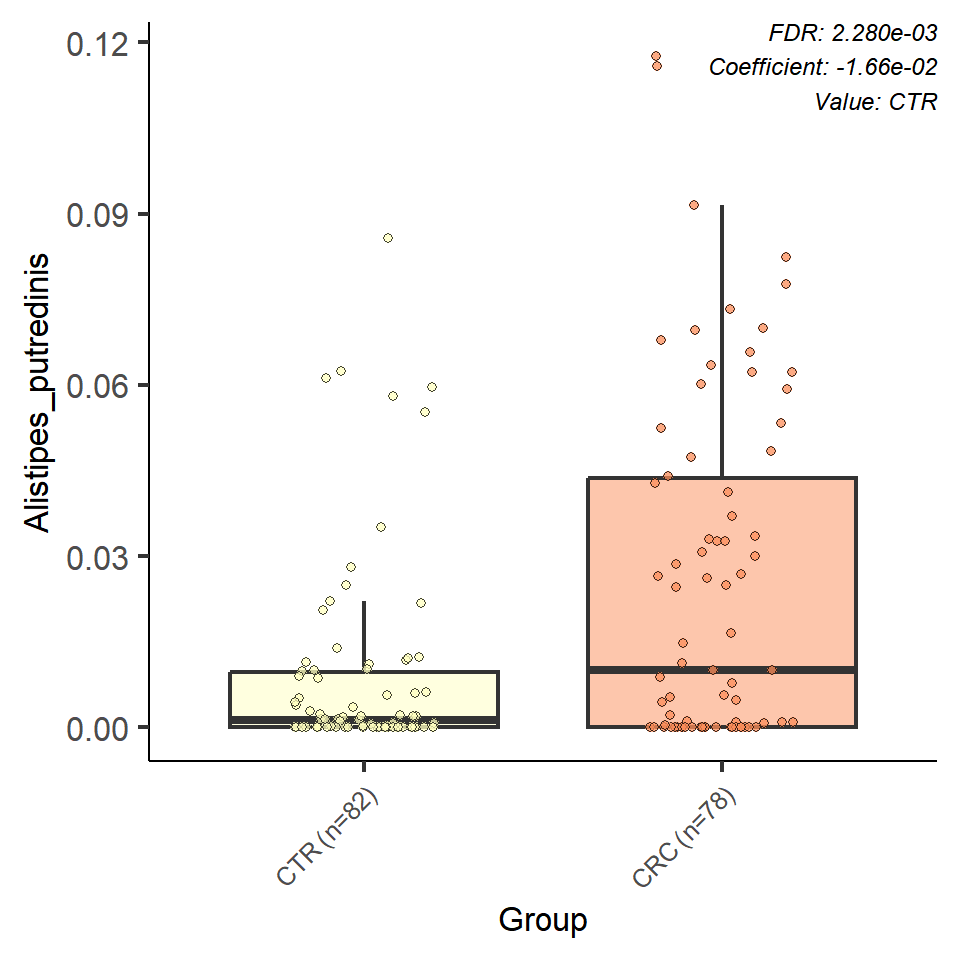 FDR: 2.280e-03
Coefficient: -1.66e-02
Value: CTR
0.12
0.09
0.06
0.03
0.00
Alistipes_putredinis
CTR (n=82)
CRC (n=78)
Group